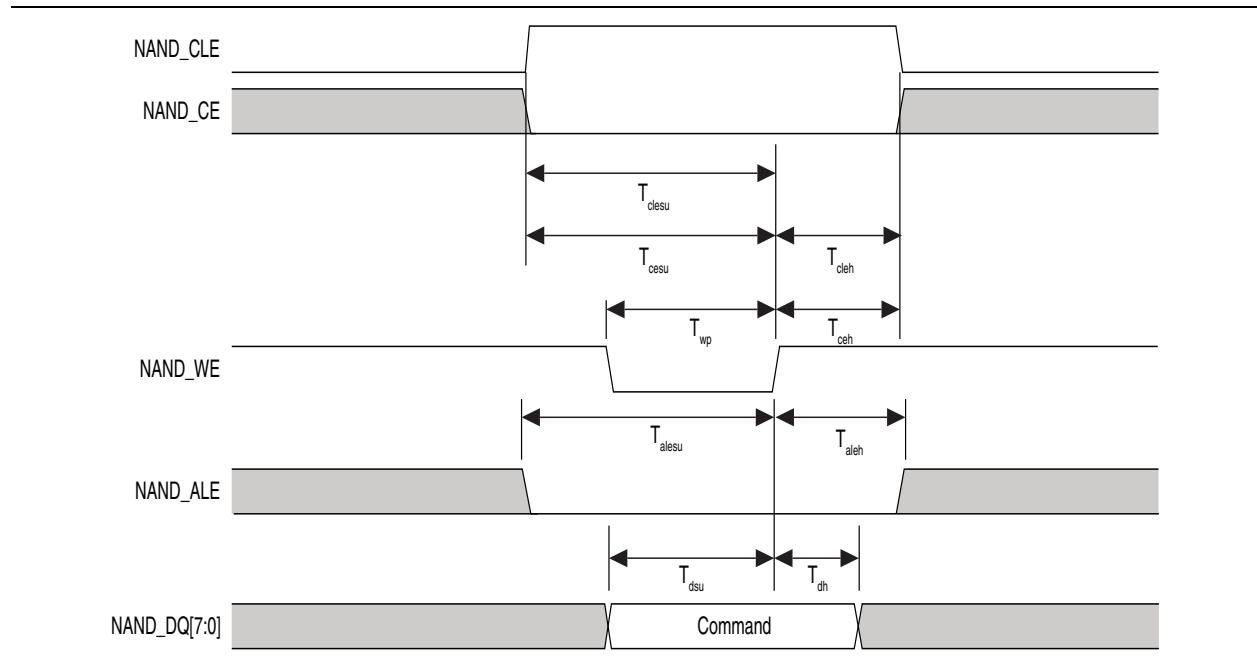 NAND_CLE
NAND_CE
T_clesu
T_cesu
T_cleh
T_wp
T_ceh
NAND_WE
T_alesu
T_aleh
NAND_ALE
T_dsu
T_dh
NAND_DQ[7:0]
Command